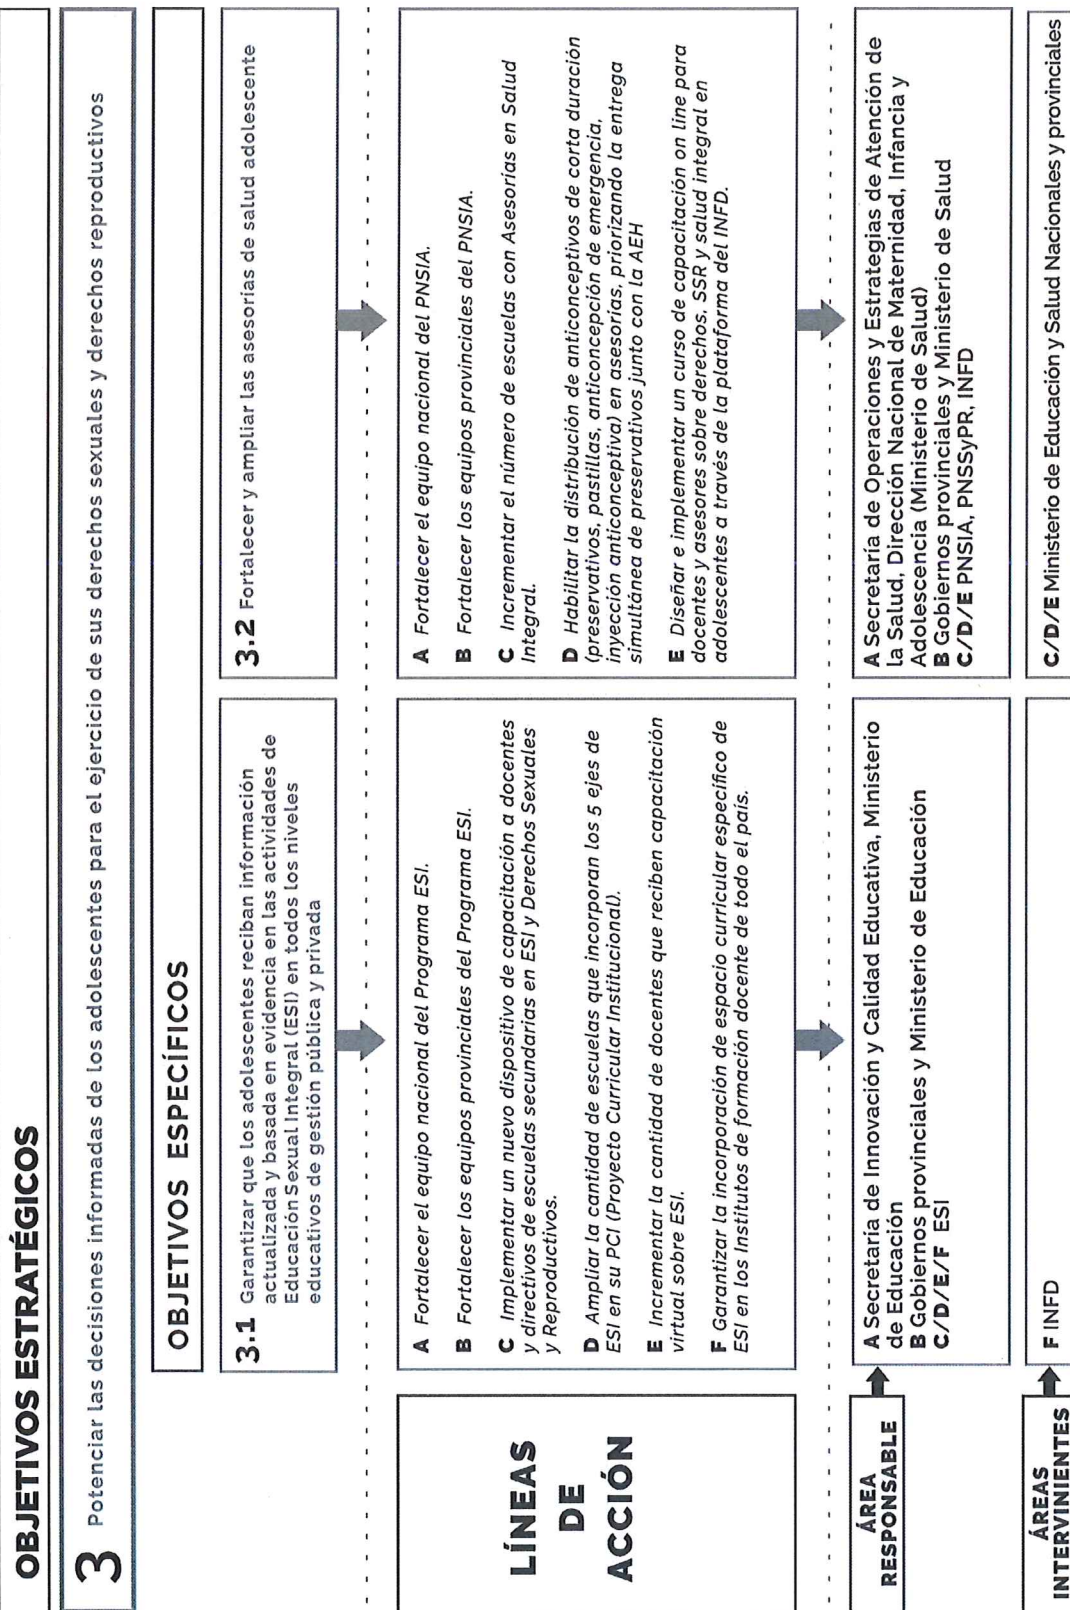 OBJETIVOS ESTRATÉGICOS
3 Potenciar las decisiones informadas de los adolescentes para el ejercicio de sus derechos sexuales y derechos reproductivos
OBJETIVOS ESPECÍFICOS
3.1 Garantizar que los adolescentes reciban información
actualizada y basada en evidencia en las actividades de
Educación Sexual Integral (ESI) en todos los niveles
educativos de gestión pública y privada
3.2 Fortalecer y ampliar las asesorías de salud adolescente
LÍNEAS
DE
ACCIÓN
A Fortalecer el equipo nacional del Programa ESI.
B Fortalecer los equipos provinciales del Programa ESI.
C Implementar un nuevo dispositivo de capacitación a docentes
y directivos de escuelas secundarias en ESI y Derechos Sexuales
y Reproductivos.
D Ampliar la cantidad de escuelas que incorporan los 5 ejes de
ESI en su PCI (Proyecto Curricular Institucional).
E Incrementar la cantidad de docentes que reciben capacitación
virtual sobre ESI.
F Garantizar la incorporación de espacio curricular específico de
ESI en los Institutos de formación docente de todo el país.
A Fortalecer el equipo nacional del PNSIA.
B Fortalecer los equipos provinciales del PNSIA.
C Incrementar el número de escuelas con Asesorías en Salud
Integral.
D Habilitar la distribución de anticonceptivos de corta duración
(preservativos, pastillas, anticoncepción de emergencia,
inyección anticonceptiva) en asesorías, priorizando la entrega
simultánea de preservativos junto con la AEH
E Diseñar e implementar un curso de capacitación on line para
docentes y asesores sobre derechos, SSR y salud integral en
adolescentes a través de la plataforma del INFD.
ÁREA
RESPONSABLE
A Secretaría de Innovación y Calidad Educativa, Ministerio
de Educación
B Gobiernos provinciales y Ministerio de Educación
C/D/E/F ESI
A Secretaría de Operaciones y Estrategias de Atención de
la Salud, Dirección Nacional de Maternidad, Infancia y
Adolescencia (Ministerio de Salud)
B Gobiernos provinciales y Ministerio de Salud
C/D/E PNSIA, PNSSyPR, INFD
ÁREAS
INTERVINIENTES
F INFD
C/D/E Ministerio de Educación y Salud Nacionales y provinciales